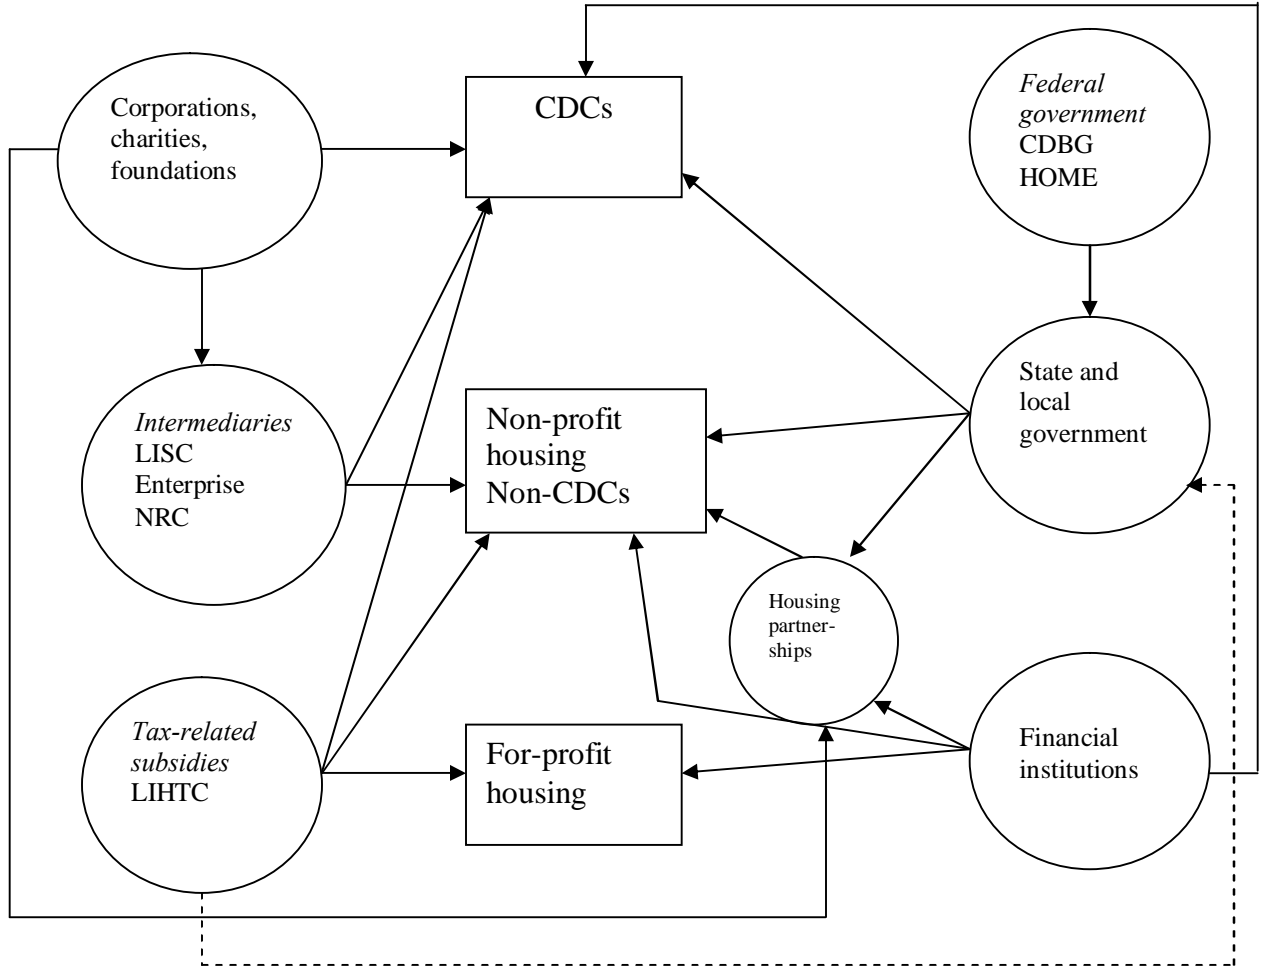 Corporations,
charities,
foundations
CDCs
Federal
government
CDBG
HOME
Intermediaries
LISC
Enterprise
NRC
Non-profit
housing
Non-CDCs
State and
local
government
Housing
partner-
ships
Tax-related
subsidies
LIHTC
For-profit
housing
Financial
institutions